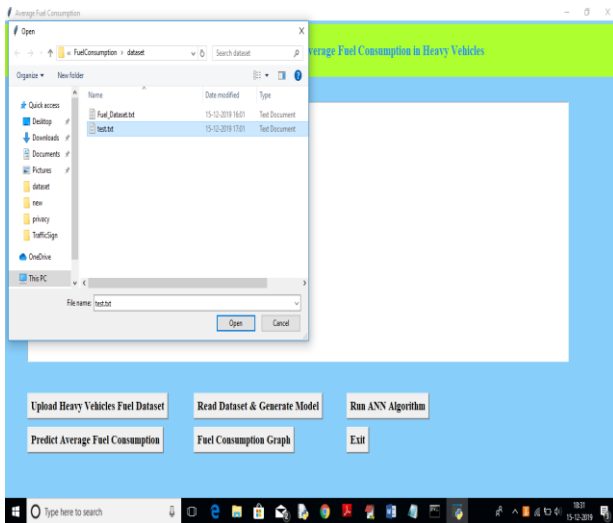 Average Fuel Consumption
Open
« FuelConsumption › dataset
Search dataset
verage Fuel Consumption in Heavy Vehicles
Organize
New folder
Name
Date modified
Type
Quick access
Desktop
Downloads
Documents
Pictures
dataset
new
privacy
TrafficSign
OneDrive
This PC
Fuel_Dataset.txt
15-12-2019 16:01
Text Document
test.txt
15-12-2019 17:01
Text Document
File name:
test.txt
Open
Cancel
Upload Heavy Vehicles Fuel Dataset
Read Dataset & Generate Model
Run ANN Algorithm
Predict Average Fuel Consumption
Fuel Consumption Graph
Exit
Type here to search
18:31
15-12-2019